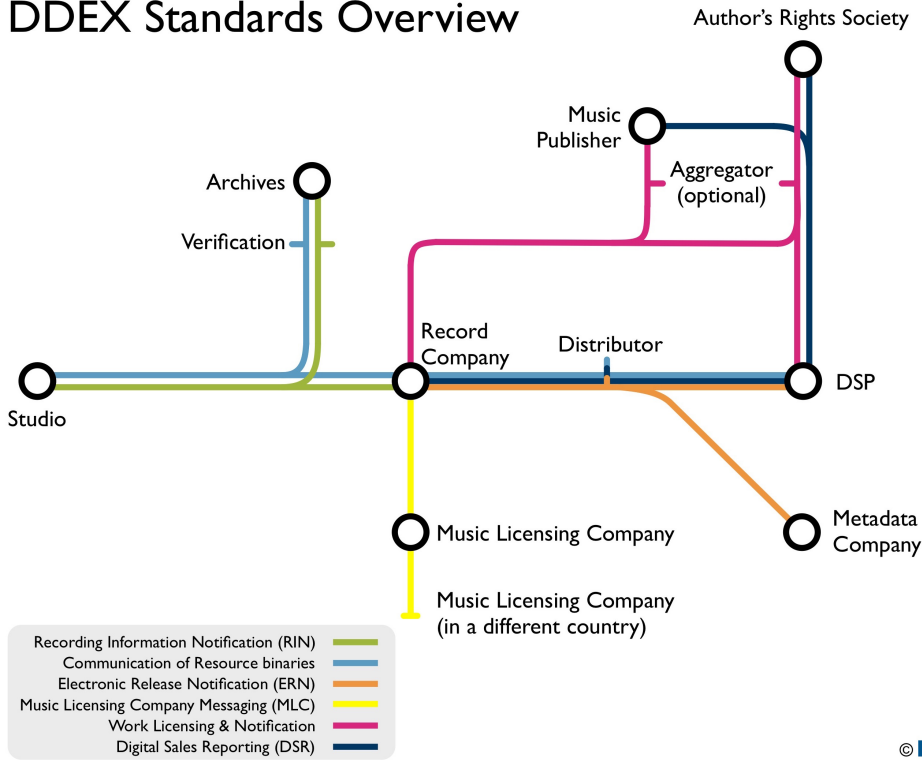 DDEX Standards Overview
Author's Rights Society
Music
Publisher
Aggregator
(optional)
Archives
Verification
Record
Company
Distributor
DSP
Studio
Music Licensing Company
Metadata
Company
Music Licensing Company
(in a different country)
Recording Information Notification (RIN)
Communication of Resource binaries
Electronic Release Notification (ERN)
Music Licensing Company Messaging (MLC)
Work Licensing & Notification
Digital Sales Reporting (DSR)
©